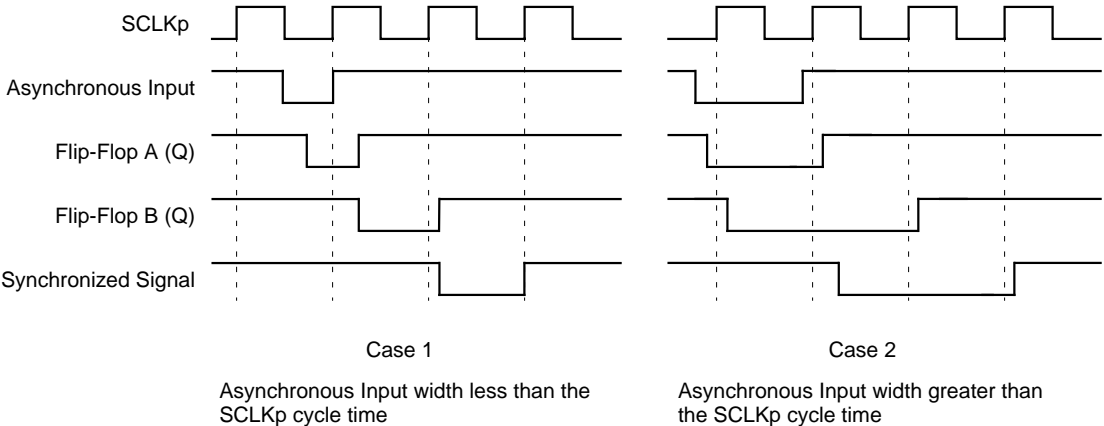 SCLKp
Asynchronous Input
Flip-Flop A (Q)
Flip-Flop B (Q)
Synchronized Signal
Case 1
Asynchronous Input width less than the
SCLKp cycle time
Case 2
Asynchronous Input width greater than
the SCLKp cycle time